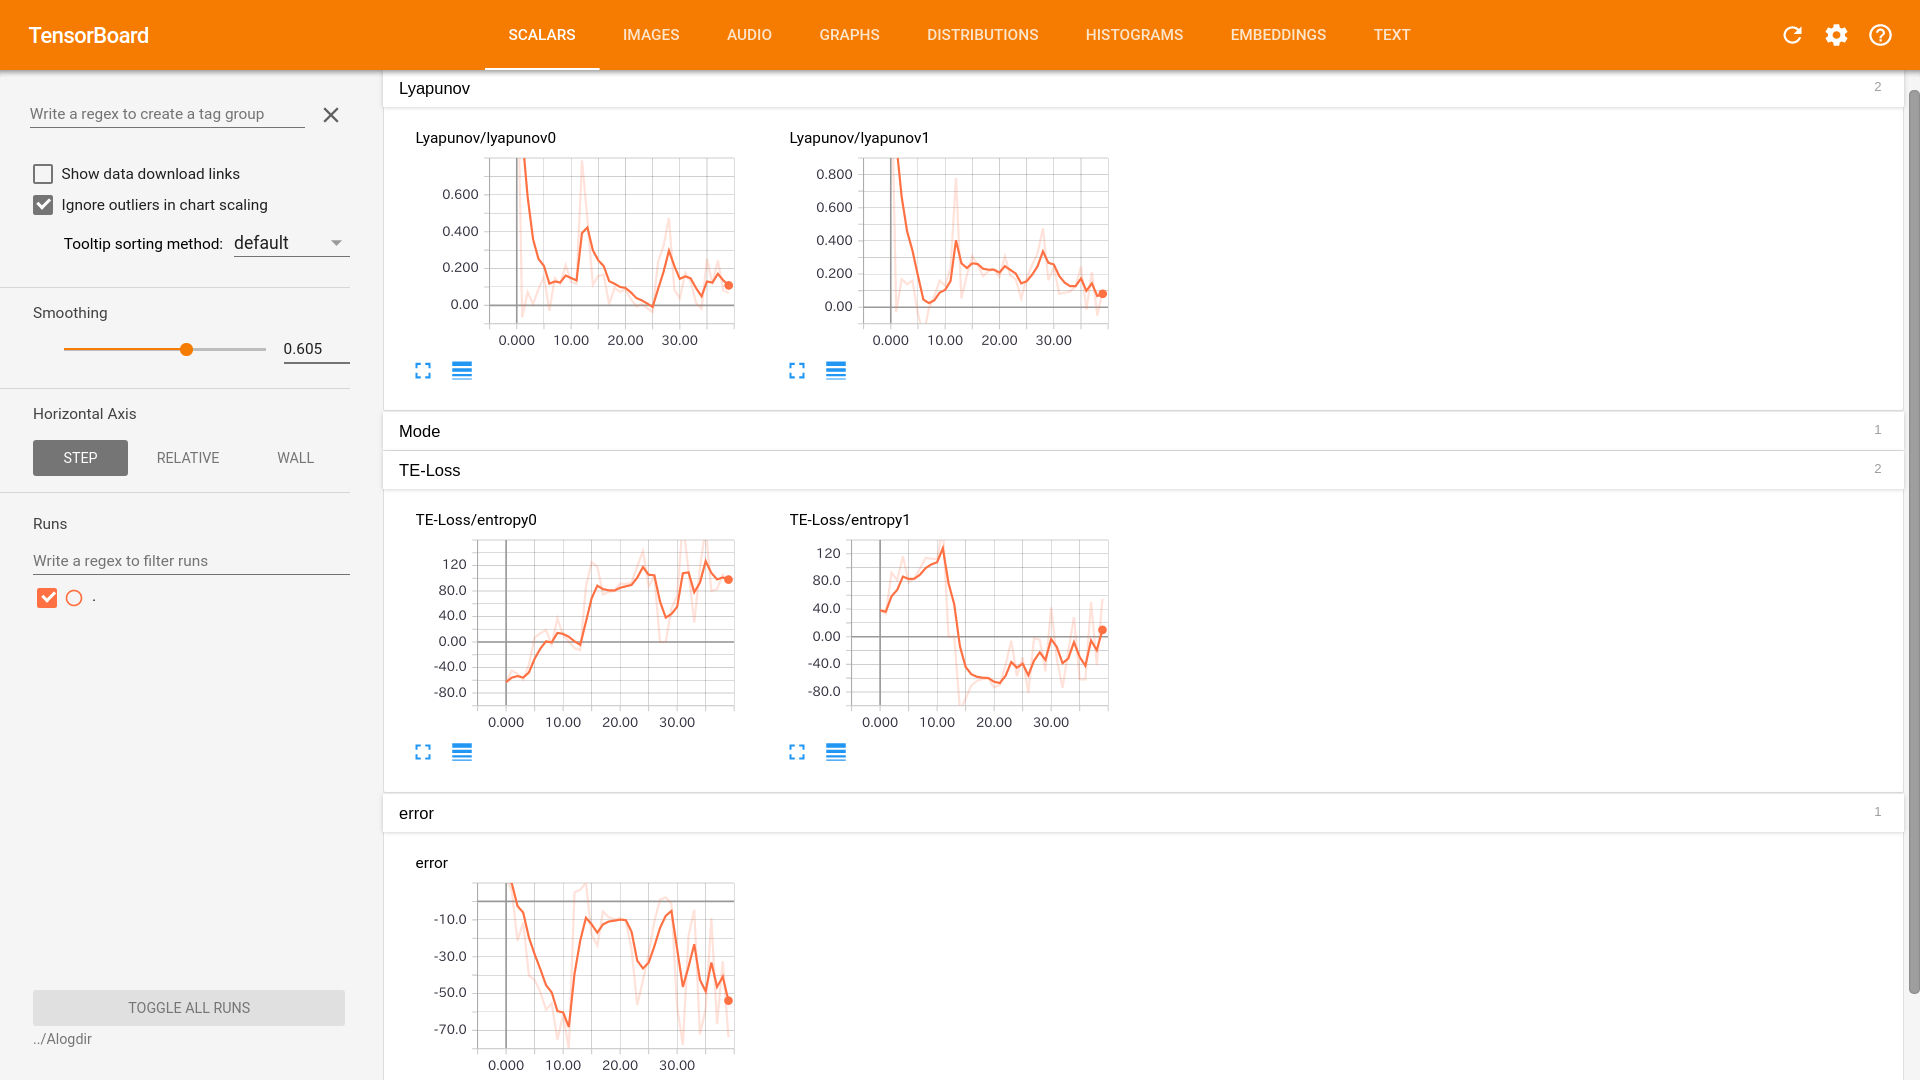 TensorBoard
SCALARS IMAGES AUDIO GRAPHS DISTRIBUTIONS HISTOGRAMS EMBEDDINGS TEXT
Write a regex to create a tag group
Show data download links
Ignore outliers in chart scaling
Tooltip sorting method: default
Smoothing
0.605
Horizontal Axis
STEP RELATIVE WALL
Runs
Write a regex to filter runs
.
TOGGLE ALL RUNS
../Alogdir
Lyapunov 2
Lyapunov/lyapunov0
0.600
0.400
0.200
0.00
0.000 10.00 20.00 30.00
Lyapunov/lyapunov1
0.800
0.600
0.400
0.200
0.00
0.000 10.00 20.00 30.00
Mode 1
TE-Loss 2
TE-Loss/entropy0
120
80.0
40.0
0.00
-40.0
-80.0
0.000 10.00 20.00 30.00
TE-Loss/entropy1
120
80.0
40.0
0.00
-40.0
-80.0
0.000 10.00 20.00 30.00
error 1
error
-10.0
-30.0
-50.0
-70.0
0.000 10.00 20.00 30.00